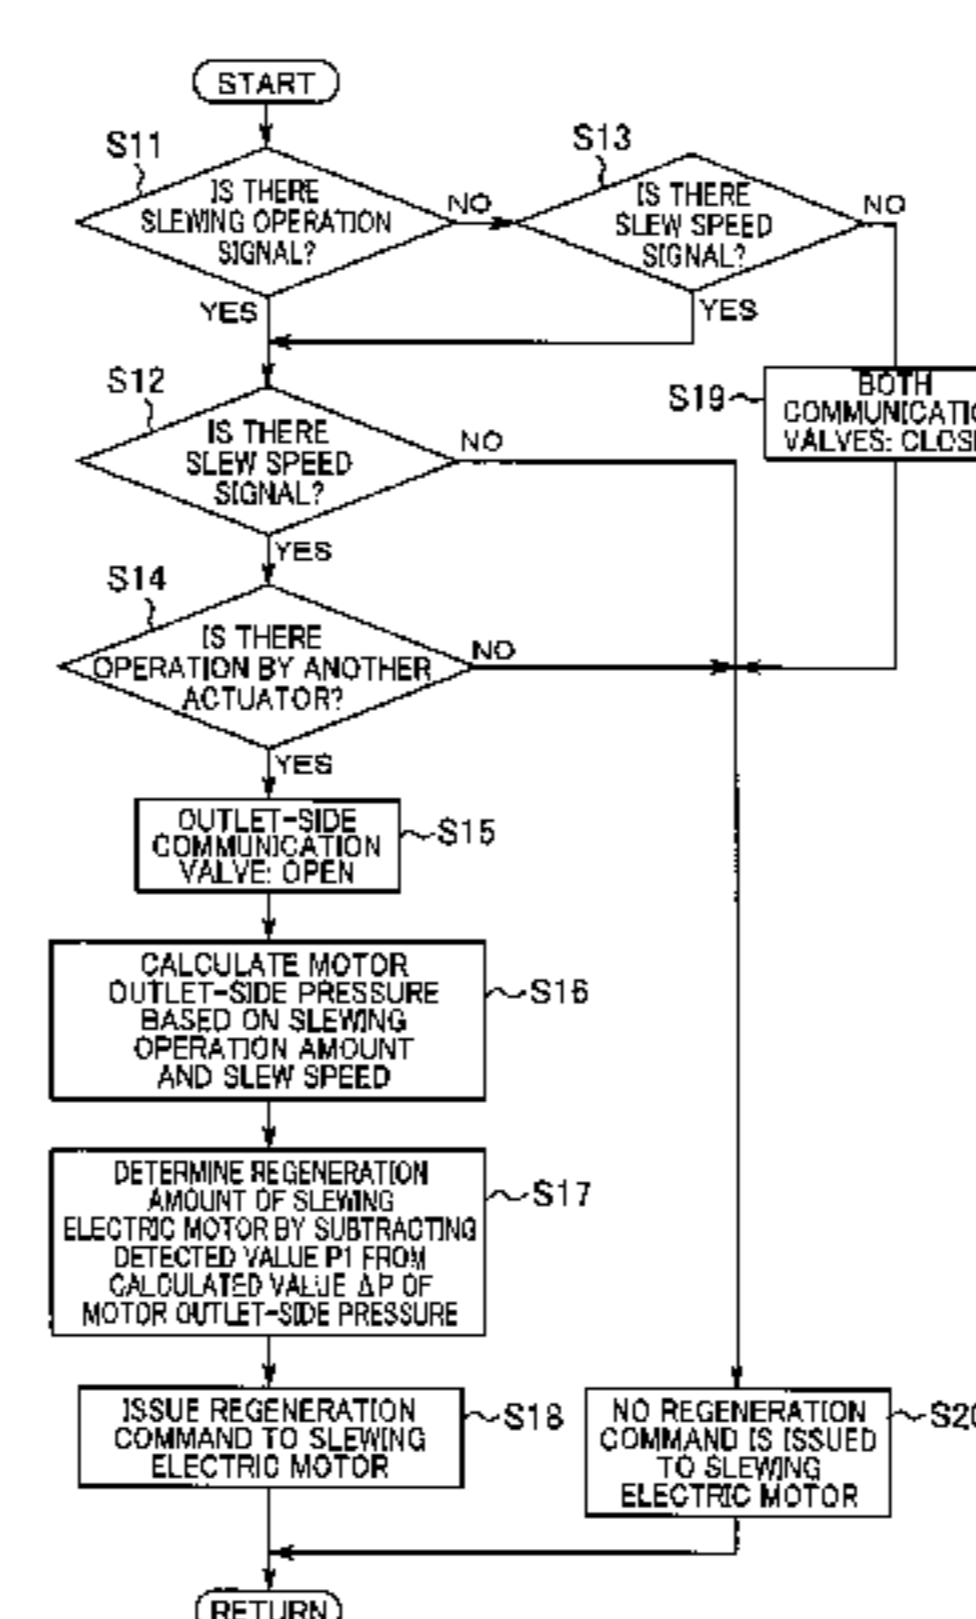 START
S11
IS THERE
SLEWING OPERATION
SIGNAL?
NO
YES
S13
IS THERE
SLEW SPEED
SIGNAL?
NO
YES
S12
IS THERE
SLEW SPEED
SIGNAL?
NO
YES
S19
BOTH
COMMUNICATIO
VALVES: CLOS
S14
IS THERE
OPERATION BY ANOTHER
ACTUATOR?
NO
YES
OUTLET-SIDE
COMMUNICATION
VALVE: OPEN
S15
CALCULATE MOTOR
OUTLET-SIDE PRESSURE
BASED ON SLEWING
OPERATION AMOUNT
AND SLEW SPEED
S16
DETERMINE REGENERATION
AMOUNT OF SLEWING
ELECTRIC MOTOR BY SUBTRACTING
DETECTED VALUE P1 FROM
CALCULATED VALUE ΔP OF
MOTOR OUTLET-SIDE PRESSURE
S17
ISSUE REGENERATION
COMMAND TO SLEWING
ELECTRIC MOTOR
S18
NO REGENERATION
COMMAND IS ISSUED
TO SLEWING
ELECTRIC MOTOR
S20
RETURN